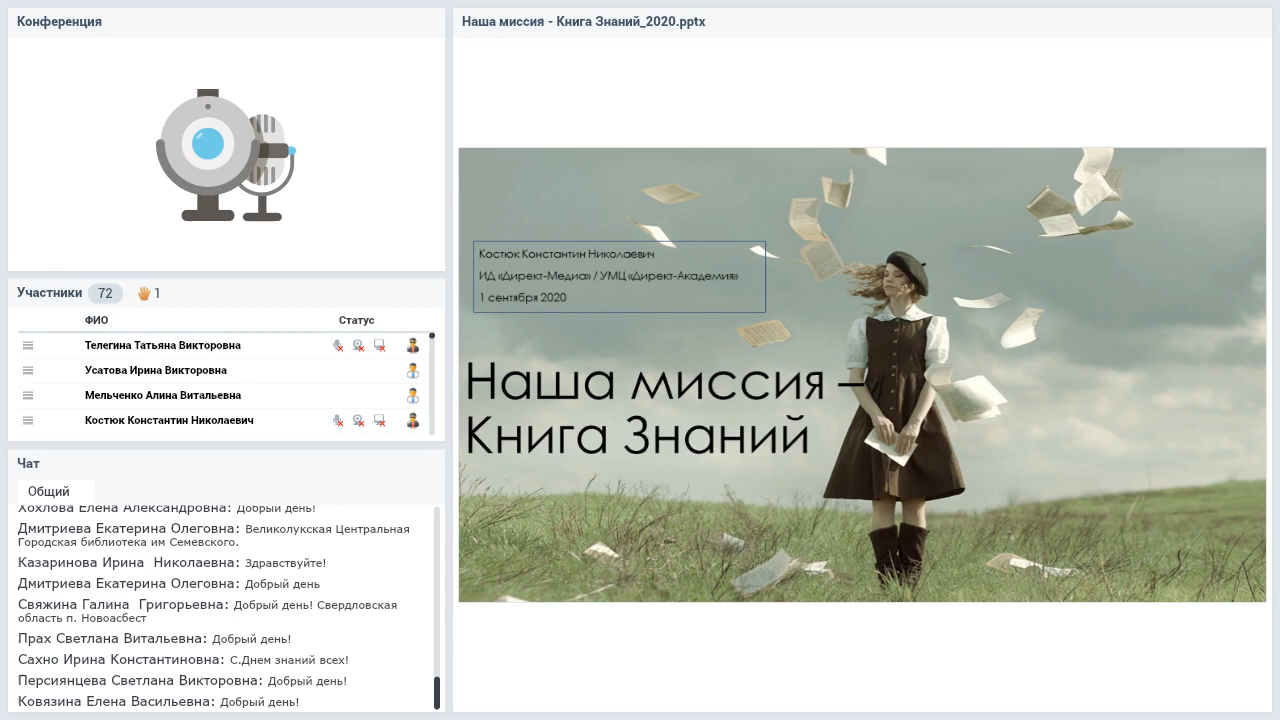 Конференция
Участники 72 1
ФИО Статус
Телегина Татьяна Викторовна
Усатова Ирина Викторовна
Мельченко Алина Витальевна
Костюк Константин Николаевич
Чат
Общий
Хохлова Елена Александровна: Добрый день!
Дмитриева Екатерина Олеговна: Великолукская Центральная
Городская библиотека им Семевского.
Казаринова Ирина Николаевна: Здравствуйте!
Дмитриева Екатерина Олеговна: Добрый день
Свяжина Галина Григорьевна: Добрый день! Свердловская
область п. Новоасбест
Прах Светлана Витальевна: Добрый день!
Сахно Ирина Константиновна: С.Днем знаний всех!
Персиянцева Светлана Викторовна: Добрый день!
Ковязина Елена Васильевна: Добрый день!
Наша миссия - Книга Знаний_2020.pptx
Костюк Константин Николаевич
ИД «Директ-Медиа» / УМЦ «Директ-Академия»
1 сентября 2020
Наша миссия –
Книга Знаний